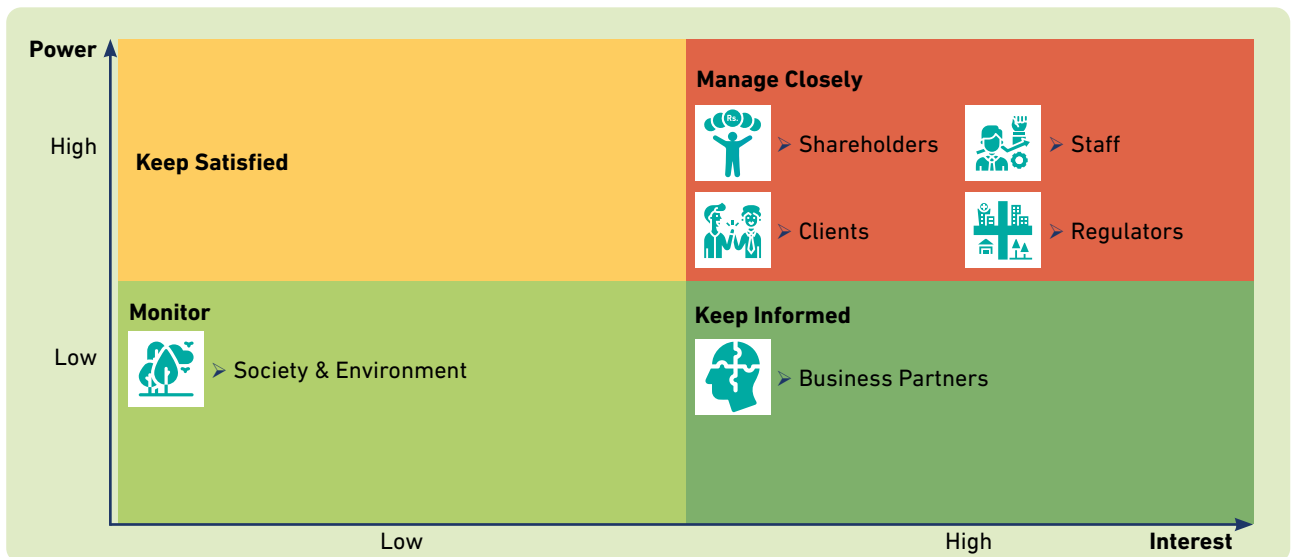 Power
High
Keep Satisfied
Manage Closely
Rs.
➢ Shareholders
➢ Staff
➢ Clients
➢ Regulators
Low
Monitor
➢ Society & Environment
Keep Informed
➢ Business Partners
Low
High
Interest